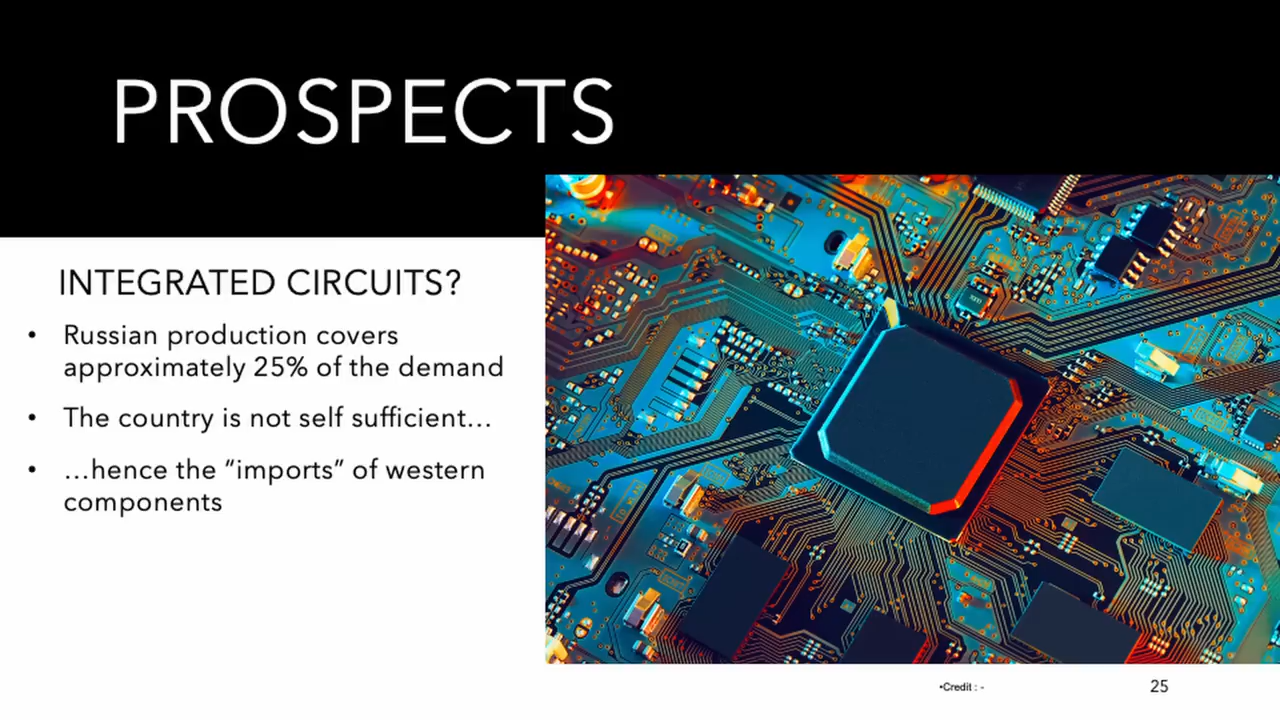 PROSPECTS
INTEGRATED CIRCUITS?
• Russian production covers
approximately 25% of the demand
• The country is not self sufficient…
• …hence the “imports” of western
components
•Credit : -
25